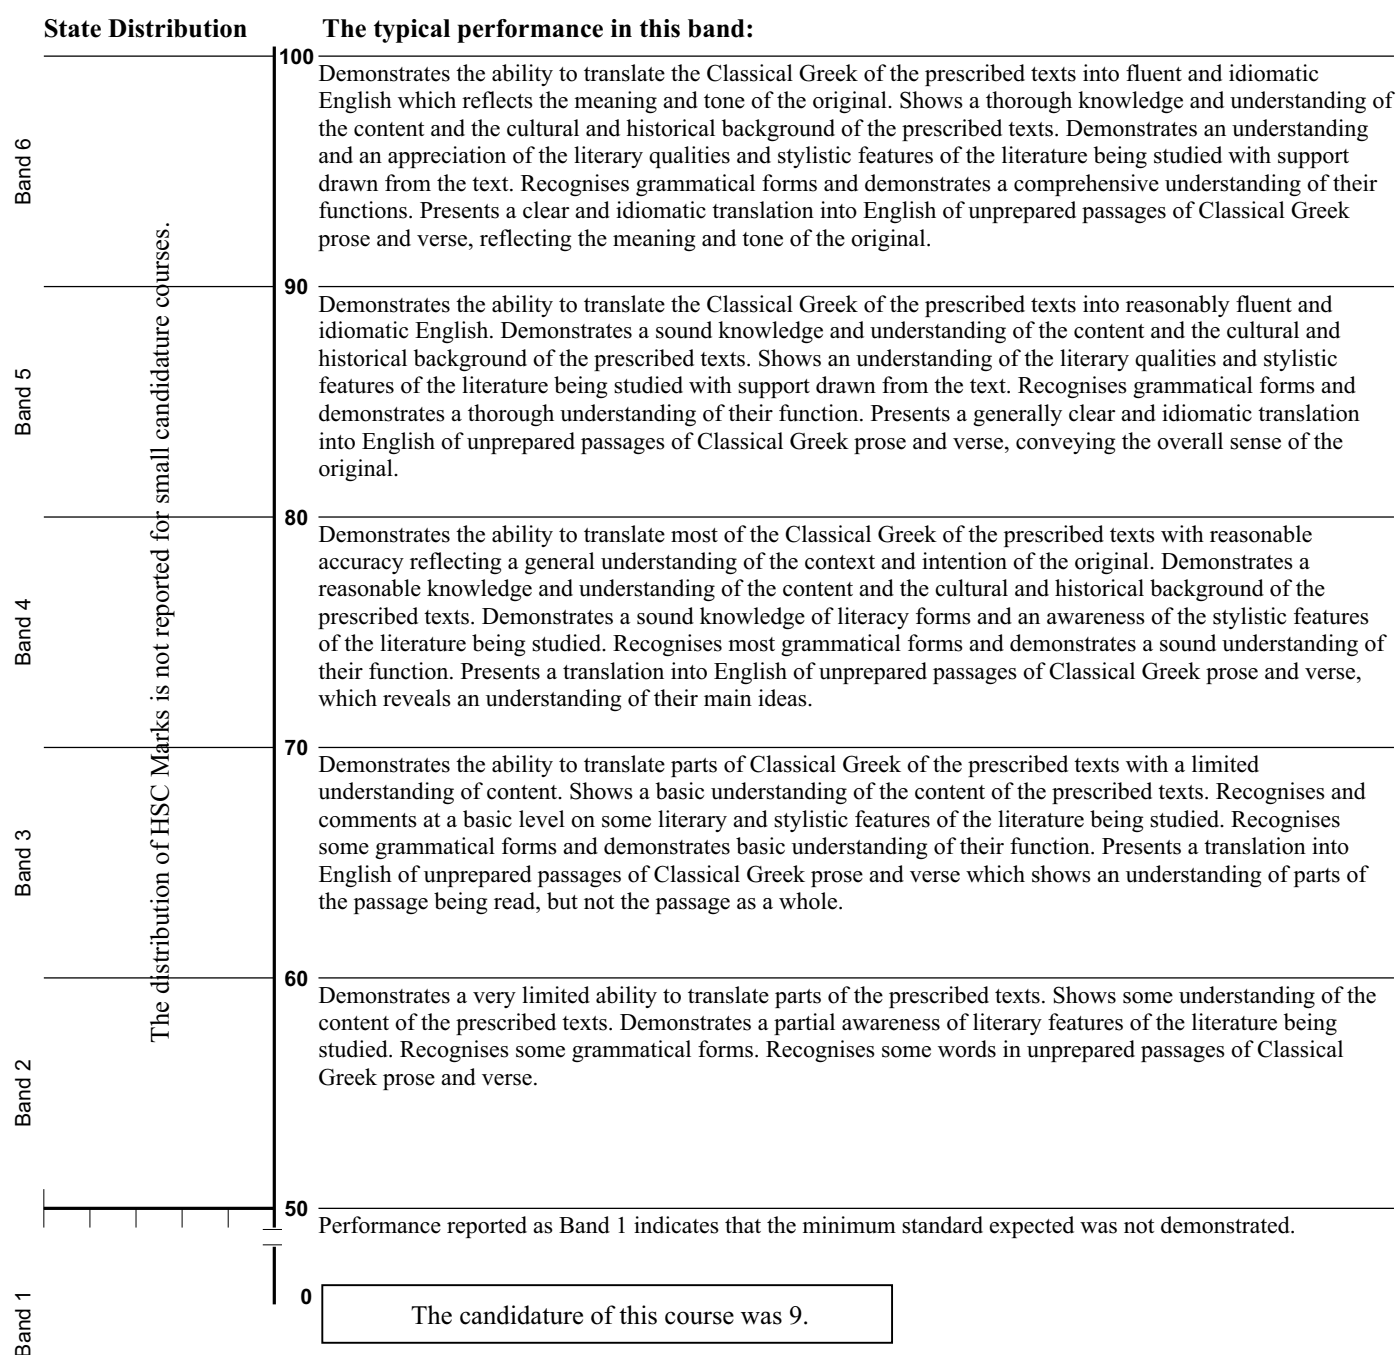 State Distribution
The typical performance in this band:
100
Demonstrates the ability to translate the Classical Greek of the prescribed texts into fluent and idiomatic
English which reflects the meaning and tone of the original. Shows a thorough knowledge and understanding of
the content and the cultural and historical background of the prescribed texts. Demonstrates an understanding
and an appreciation of the literary qualities and stylistic features of the literature being studied with support
drawn from the text. Recognises grammatical forms and demonstrates a comprehensive understanding of their
functions. Presents a clear and idiomatic translation into English of unprepared passages of Classical Greek
prose and verse, reflecting the meaning and tone of the original.
Band 6
90
Demonstrates the ability to translate the Classical Greek of the prescribed texts into reasonably fluent and
idiomatic English. Demonstrates a sound knowledge and understanding of the content and the cultural and
historical background of the prescribed texts. Shows an understanding of the literary qualities and stylistic
features of the literature being studied with support drawn from the text. Recognises grammatical forms and
demonstrates a thorough understanding of their function. Presents a generally clear and idiomatic translation
into English of unprepared passages of Classical Greek prose and verse, conveying the overall sense of the
original.
Band 5
80
Demonstrates the ability to translate most of the Classical Greek of the prescribed texts with reasonable
accuracy reflecting a general understanding of the context and intention of the original. Demonstrates a
reasonable knowledge and understanding of the content and the cultural and historical background of the
prescribed texts. Demonstrates a sound knowledge of literacy forms and an awareness of the stylistic features
of the literature being studied. Recognises most grammatical forms and demonstrates a sound understanding of
their function. Presents a translation into English of unprepared passages of Classical Greek prose and verse,
which reveals an understanding of their main ideas.
Band 4
70
Demonstrates the ability to translate parts of Classical Greek of the prescribed texts with a limited
understanding of content. Shows a basic understanding of the content of the prescribed texts. Recognises and
comments at a basic level on some literary and stylistic features of the literature being studied. Recognises
some grammatical forms and demonstrates basic understanding of their function. Presents a translation into
English of unprepared passages of Classical Greek prose and verse which shows an understanding of parts of
the passage being read, but not the passage as a whole.
Band 3
60
Demonstrates a very limited ability to translate parts of the prescribed texts. Shows some understanding of the
content of the prescribed texts. Demonstrates a partial awareness of literary features of the literature being
studied. Recognises some grammatical forms. Recognises some words in unprepared passages of Classical
Greek prose and verse.
Band 2
50
Performance reported as Band 1 indicates that the minimum standard expected was not demonstrated.
0
Band 1
The candidature of this course was 9.
The distribution of HSC Marks is not reported for small candidature courses.